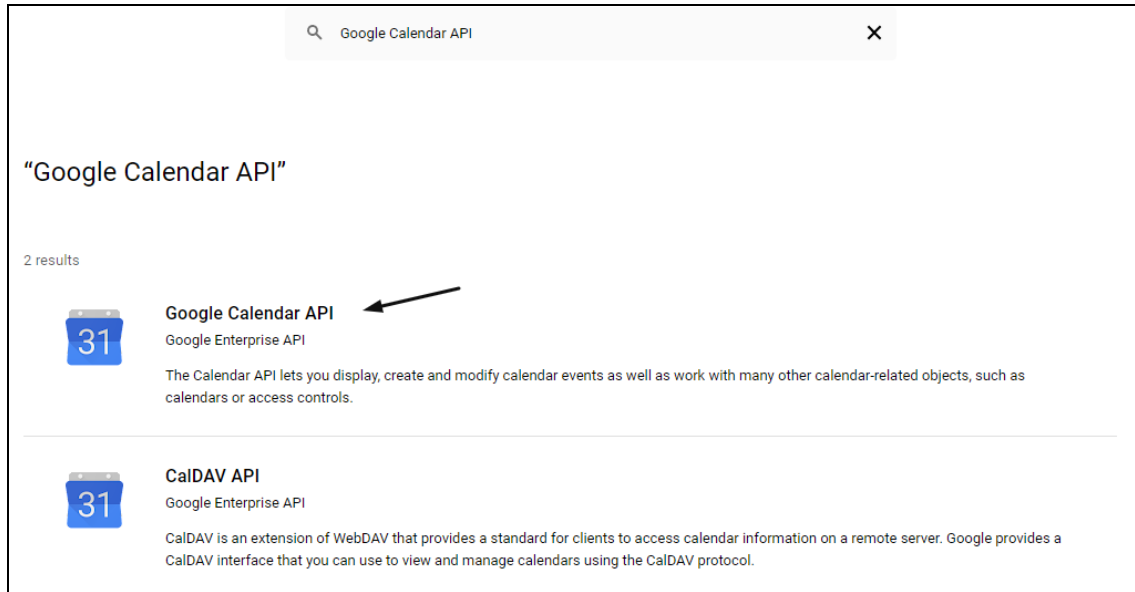 Google Calendar API
“Google Calendar API”
2 results
31
Google Calendar API
Google Enterprise API
The Calendar API lets you display, create and modify calendar events as well as work with many other calendar-related objects, such as
calendars or access controls.
31
CalDAV API
Google Enterprise API
CalDAV is an extension of WebDAV that provides a standard for clients to access calendar information on a remote server. Google provides a
CalDAV interface that you can use to view and manage calendars using the CalDAV protocol.